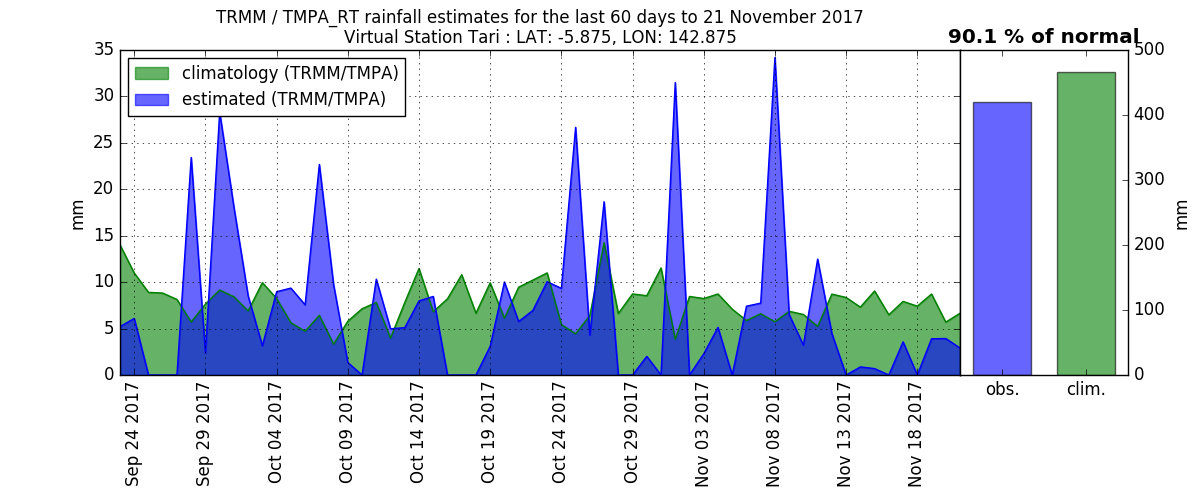 TRMM / TMPA_RT rainfall estimates for the last 60 days to 21 November 2017
Virtual Station Tari : LAT: -5.875, LON: 142.875
90.1 % of normal
climatology (TRMM/TMPA)
estimated (TRMM/TMPA)
35
30
25
20
15
10
5
0
mm
500
400
300
200
100
0
mm
Sep 24 2017
Sep 29 2017
Oct 04 2017
Oct 09 2017
Oct 14 2017
Oct 19 2017
Oct 24 2017
Oct 29 2017
Nov 03 2017
Nov 08 2017
Nov 13 2017
Nov 18 2017
obs.
clim.